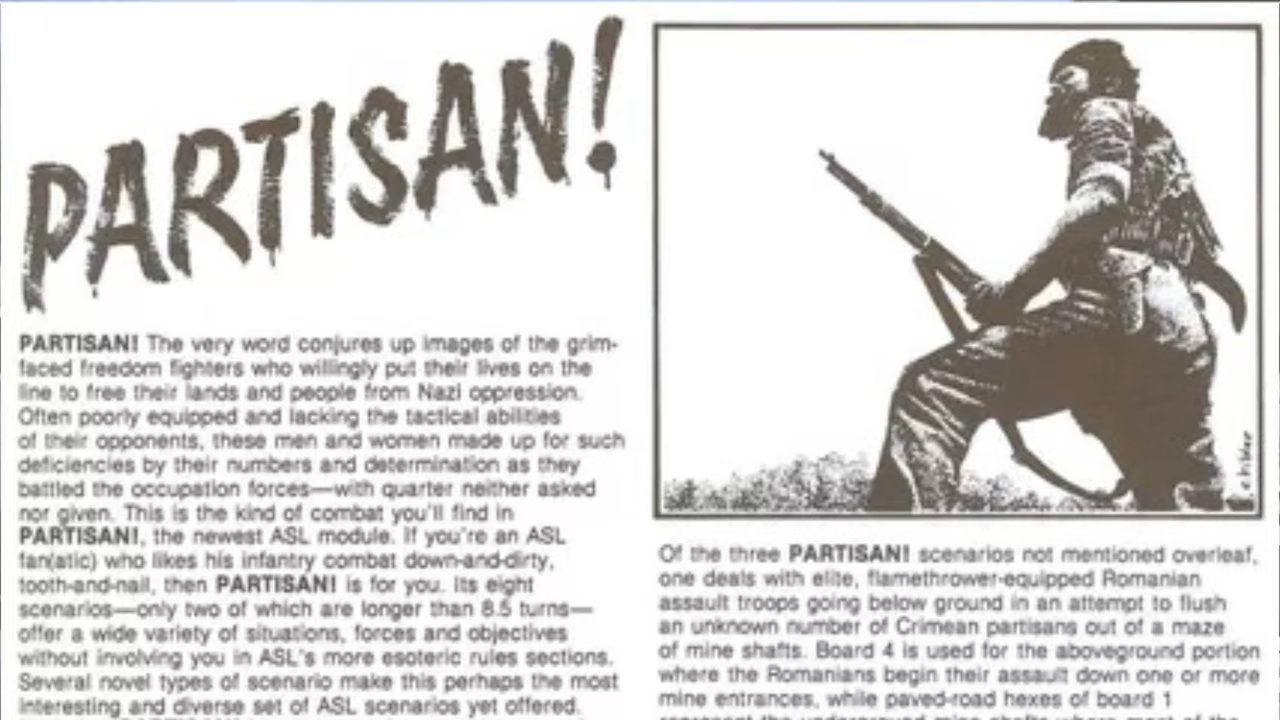 PARTISAN!
PARTISAN! The very word conjures up images of the grim-
faced freedom fighters who willingly put their lives on the
line to free their lands and people from Nazi oppression.
Often poorly equipped and lacking the tactical abilities
of their opponents, these men and women made up for such
deficiencies by their numbers and determination as they
battled the occupation forces—with quarter neither asked
nor given. This is the kind of combat you'll find in
PARTISAN!, the newest ASL module. If you're an ASL
fan(atic) who likes his infantry combat down-and-dirty,
tooth-and-nail, then PARTISAN! is for you. Its eight
scenarios—only two of which are longer than 8.5 turns—
offer a wide variety of situations, forces and objectives
without involving you in ASL's more esoteric rules sections.
Several novel types of scenario make this perhaps the most
interesting and diverse set of ASL scenarios yet offered.
Of the three PARTISAN! scenarios not mentioned overleaf,
one deals with elite, flamethrower-equipped Romanian
assault troops going below ground in an attempt to flush
an unknown number of Crimean partisans out of a maze
of mine shafts. Board 4 is used for the aboveground portion
where the Romanians begin their assault down one or more
mine entrances, while paved-road hexes of board 1